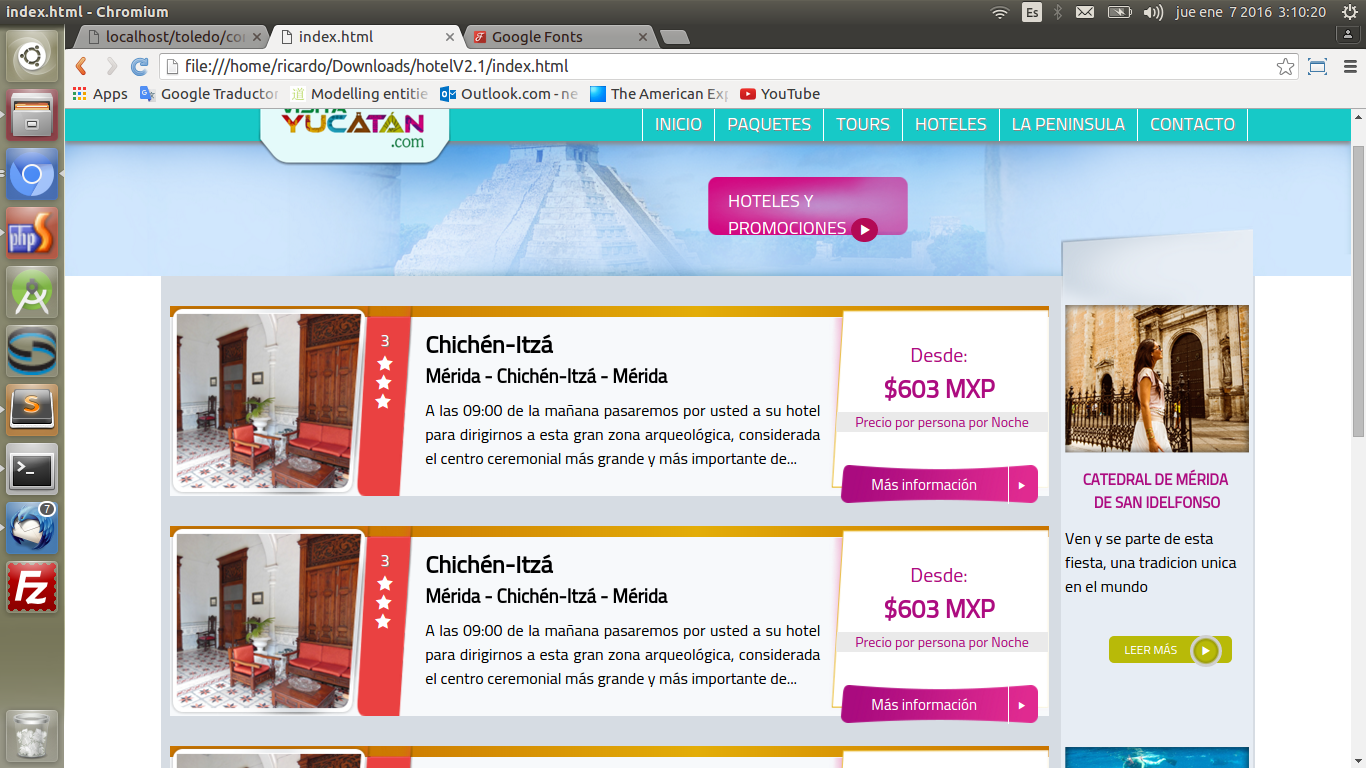 index.html - Chromium
Es
jue ene 7 2016 3:10:20
localhost/toledo/co
index.html
Google Fonts
file:///home/ricardo/Downloads/hotelV2.1/index.html
Apps
Google Traductor
Modelling entitie
Outlook.com - ne
The American Ex
YouTube
VISITA
YUCATÁN
.com
INICIO
PAQUETES
TOURS
HOTELES
LA PENINSULA
CONTACTO
HOTELES Y
PROMOCIONES
3
Chichén-Itzá
Mérida - Chichén-Itzá - Mérida
A las 09:00 de la mañana pasaremos por usted a su hotel
para dirigirnos a esta gran zona arqueológica, considerada
el centro ceremonial más grande y más importante de...
Desde:
$603 MXP
Precio por persona por Noche
Más información
3
Chichén-Itzá
Mérida - Chichén-Itzá - Mérida
A las 09:00 de la mañana pasaremos por usted a su hotel
para dirigirnos a esta gran zona arqueológica, considerada
el centro ceremonial más grande y más importante de...
Desde:
$603 MXP
Precio por persona por Noche
Más información
CATEDRAL DE MÉRIDA
DE SAN IDELFONSO
Ven y se parte de esta
fiesta, una tradicion unica
en el mundo
LEER MÁS
php
S
S
7
Fz